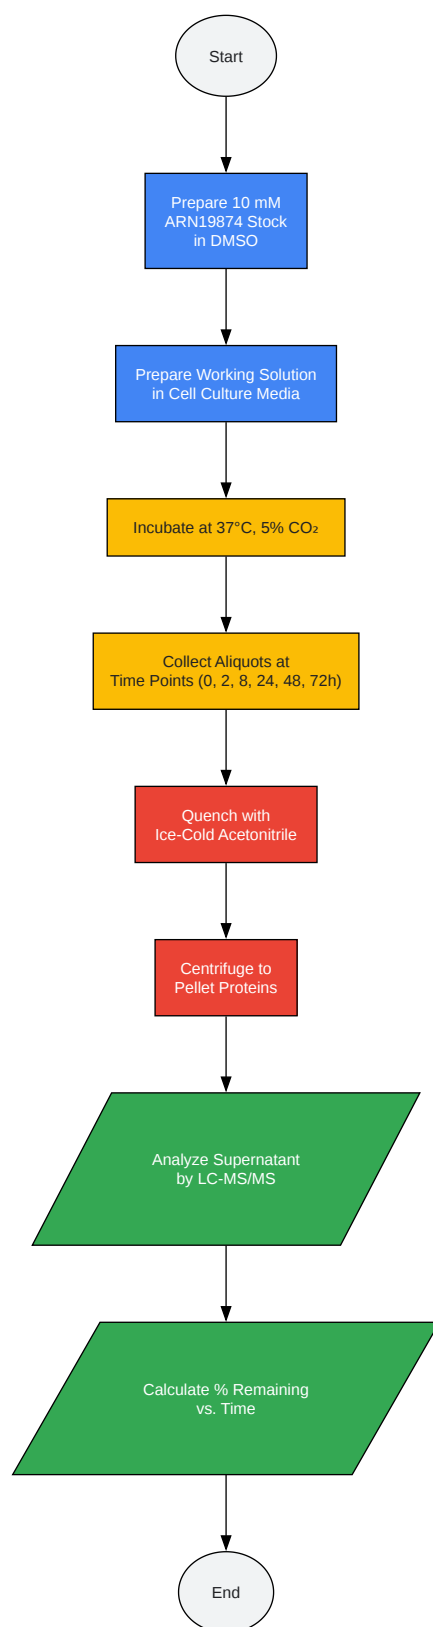 Start
Prepare 10 mM
ARN19874 Stock
in DMSO
Prepare Working Solution
in Cell Culture Media
Incubate at 37°C, 5% CO₂
Collect Aliquots at
Time Points (0, 2, 8, 24, 48, 72h)
Quench with
Ice-Cold Acetonitrile
Centrifuge to
Pellet Proteins
Analyze Supernatant
by LC-MS/MS
Calculate % Remaining
vs. Time
End